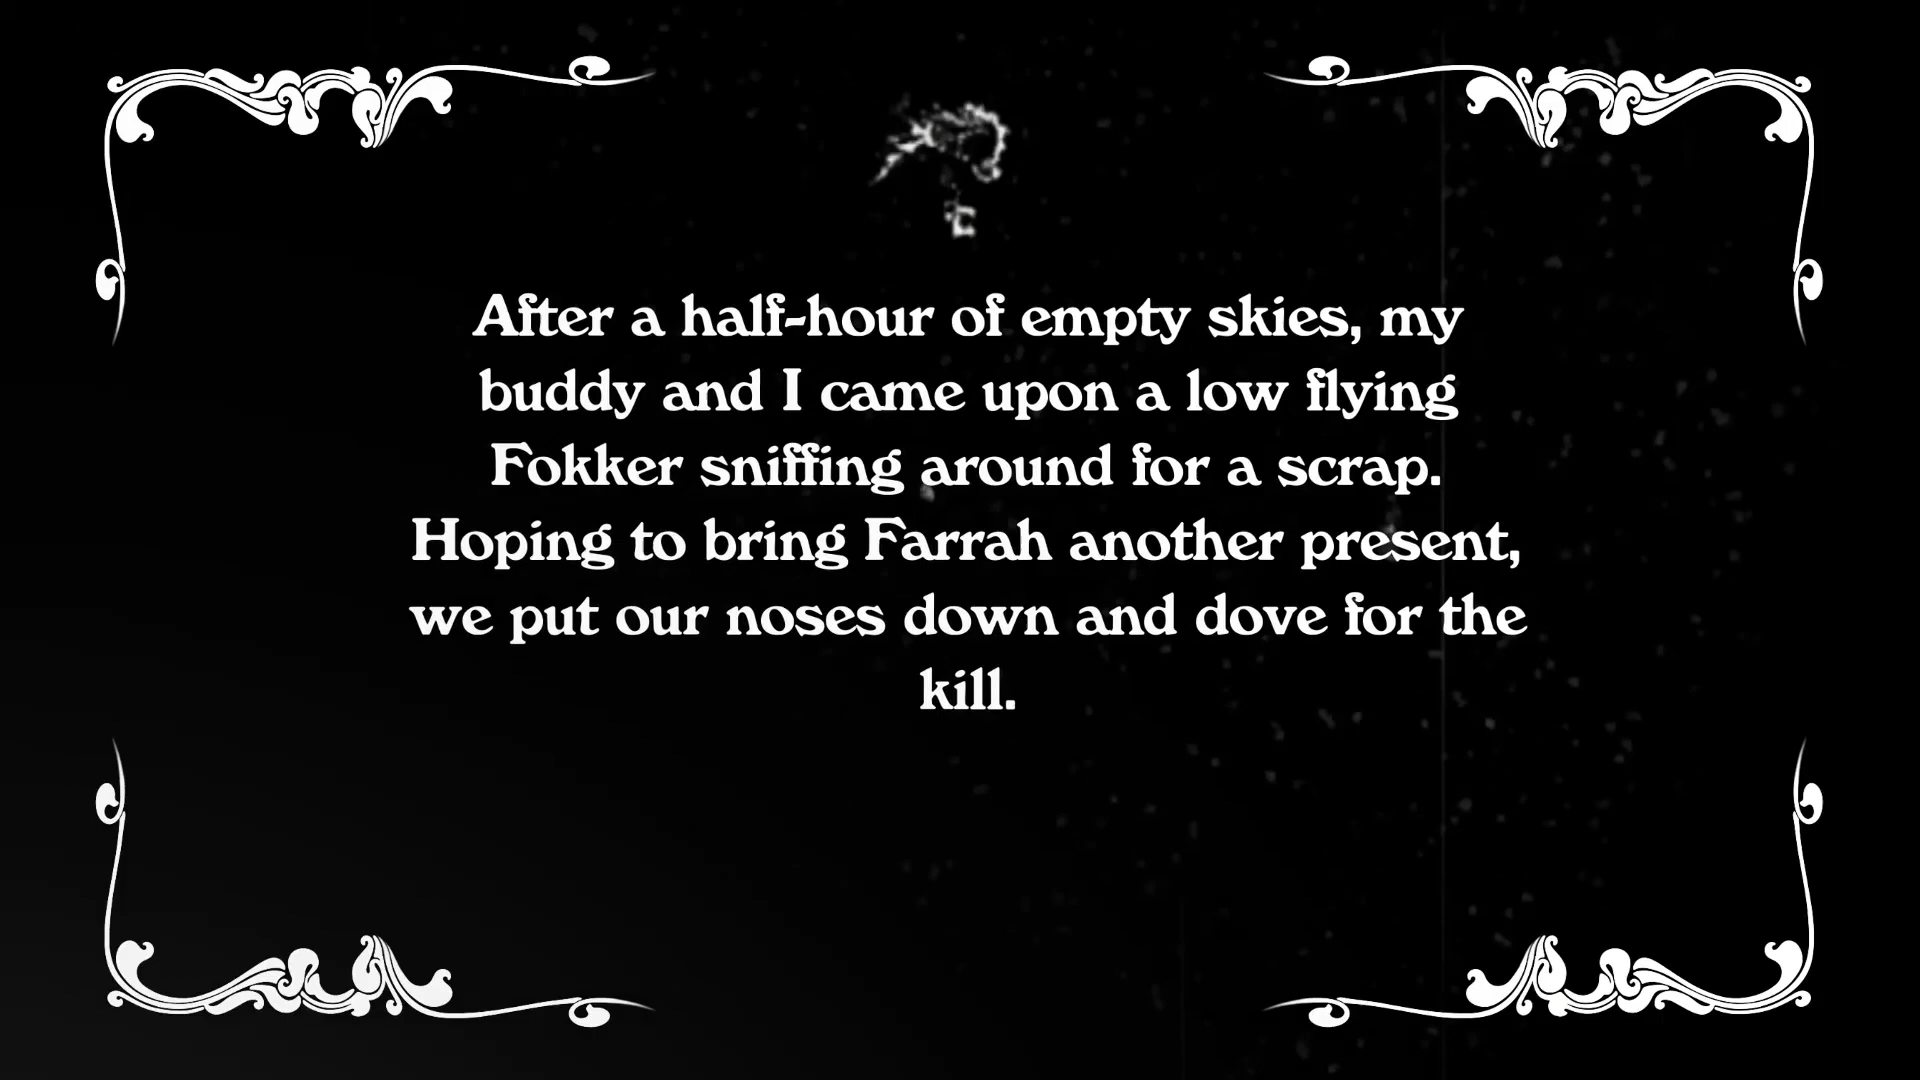 After a half-hour of empty skies, my
buddy and I came upon a low flying
Fokker sniffing around for a scrap.
Hoping to bring Farrah another present,
we put our noses down and dove for the
kill.